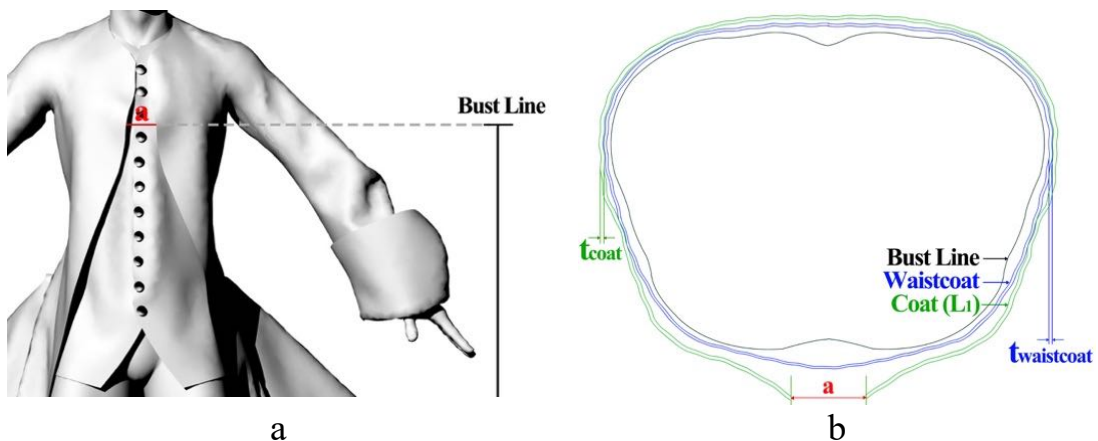 a
Bust Line
tcoat
Bust Line
Waistcoat
Coat (L1)
twaistcoat
a
a
b